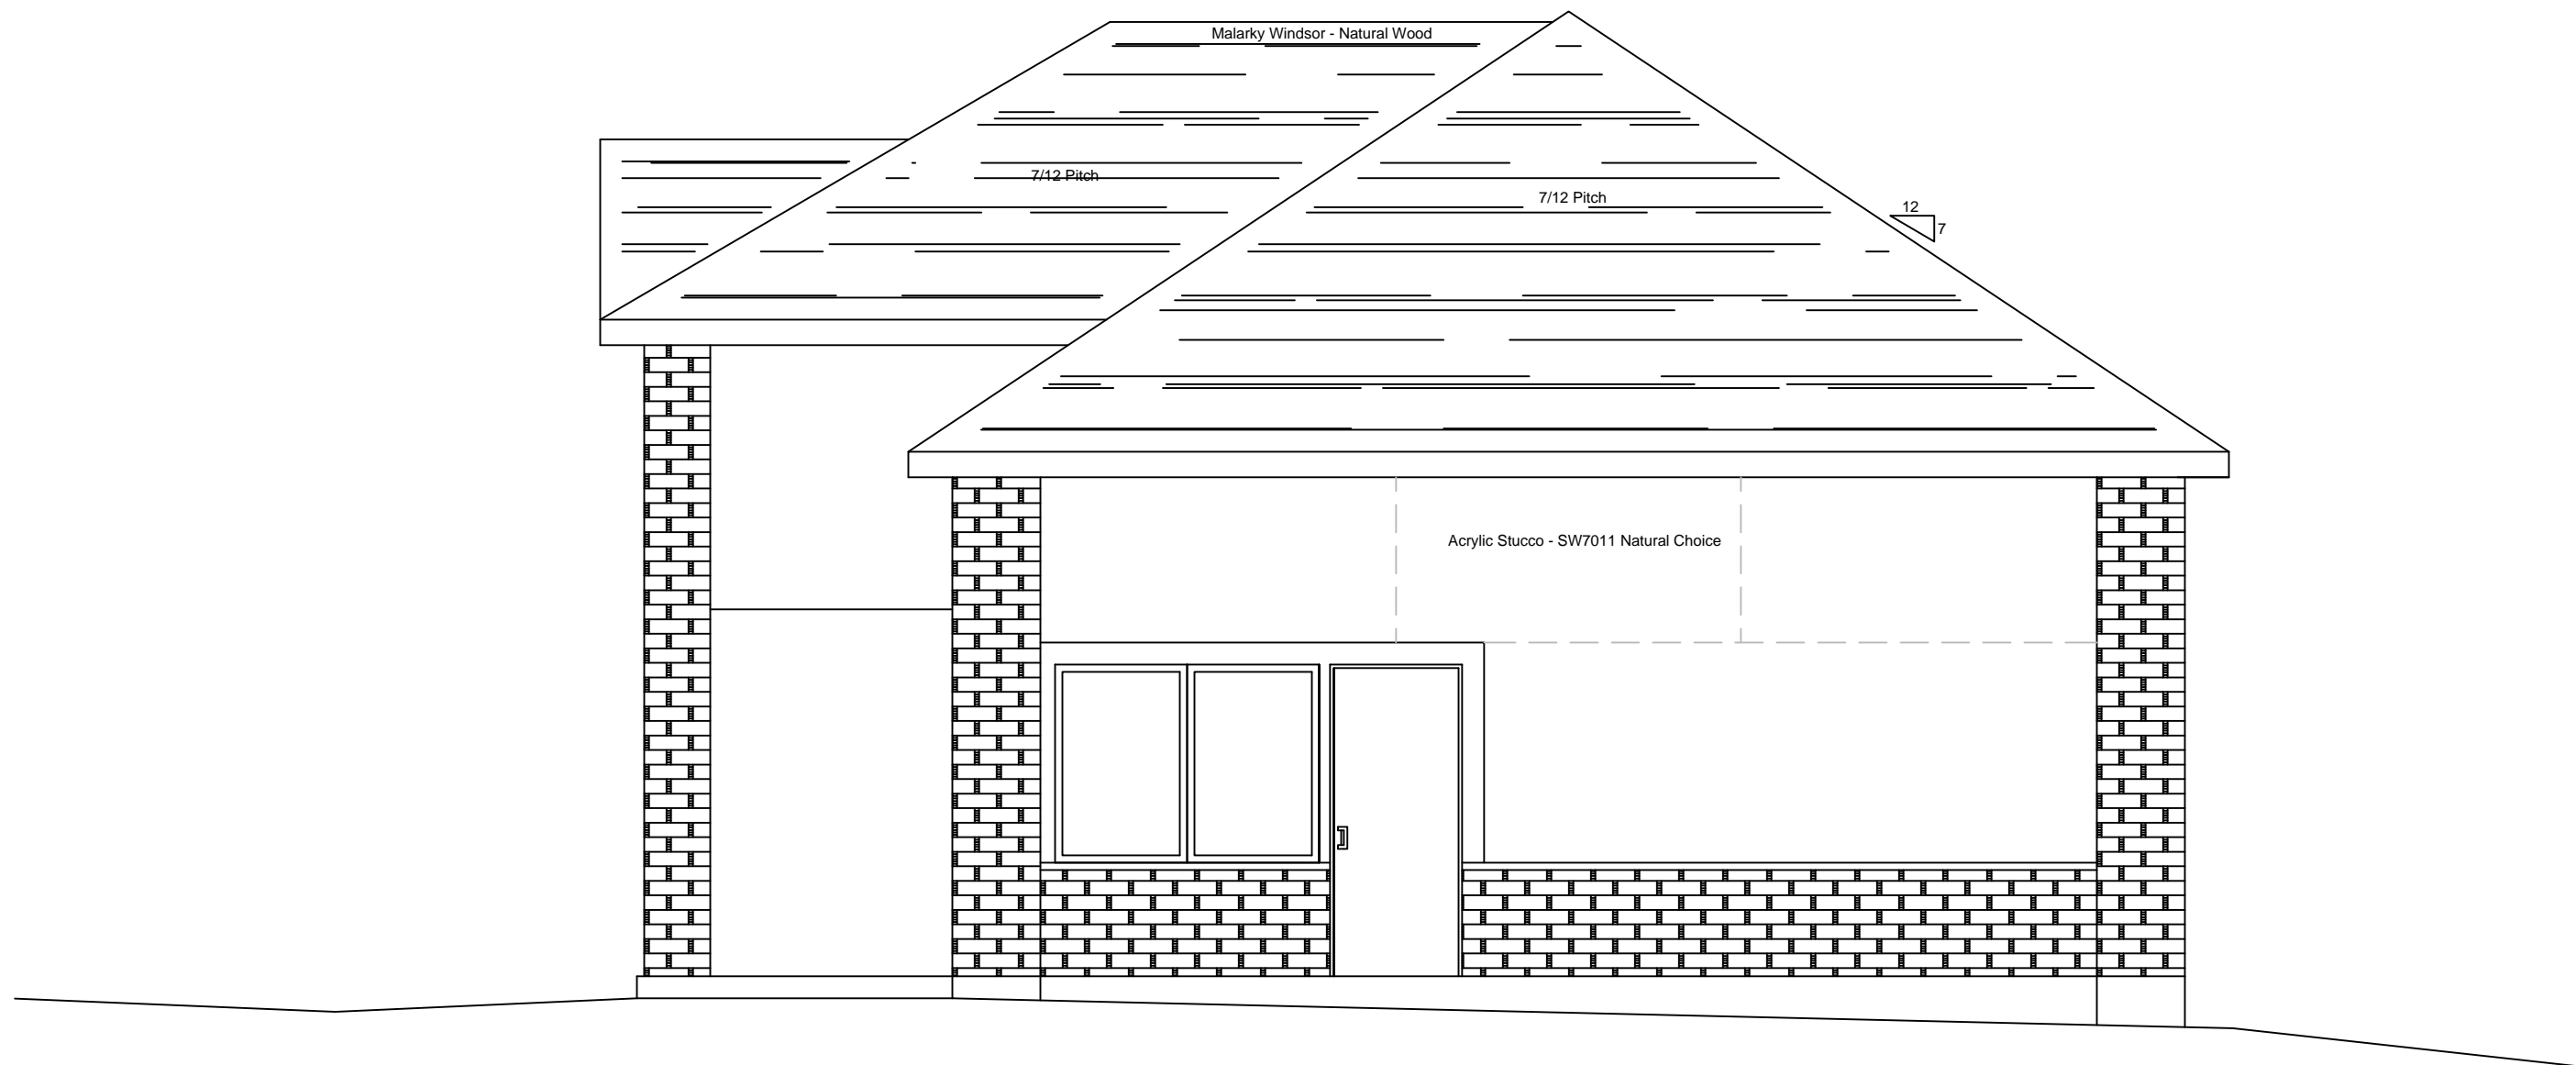 Malarky Windsor - Natural Wood
7/12 Pitch
7/12 Pitch
12
7
Acrylic Stucco - SW7011 Natural Choice